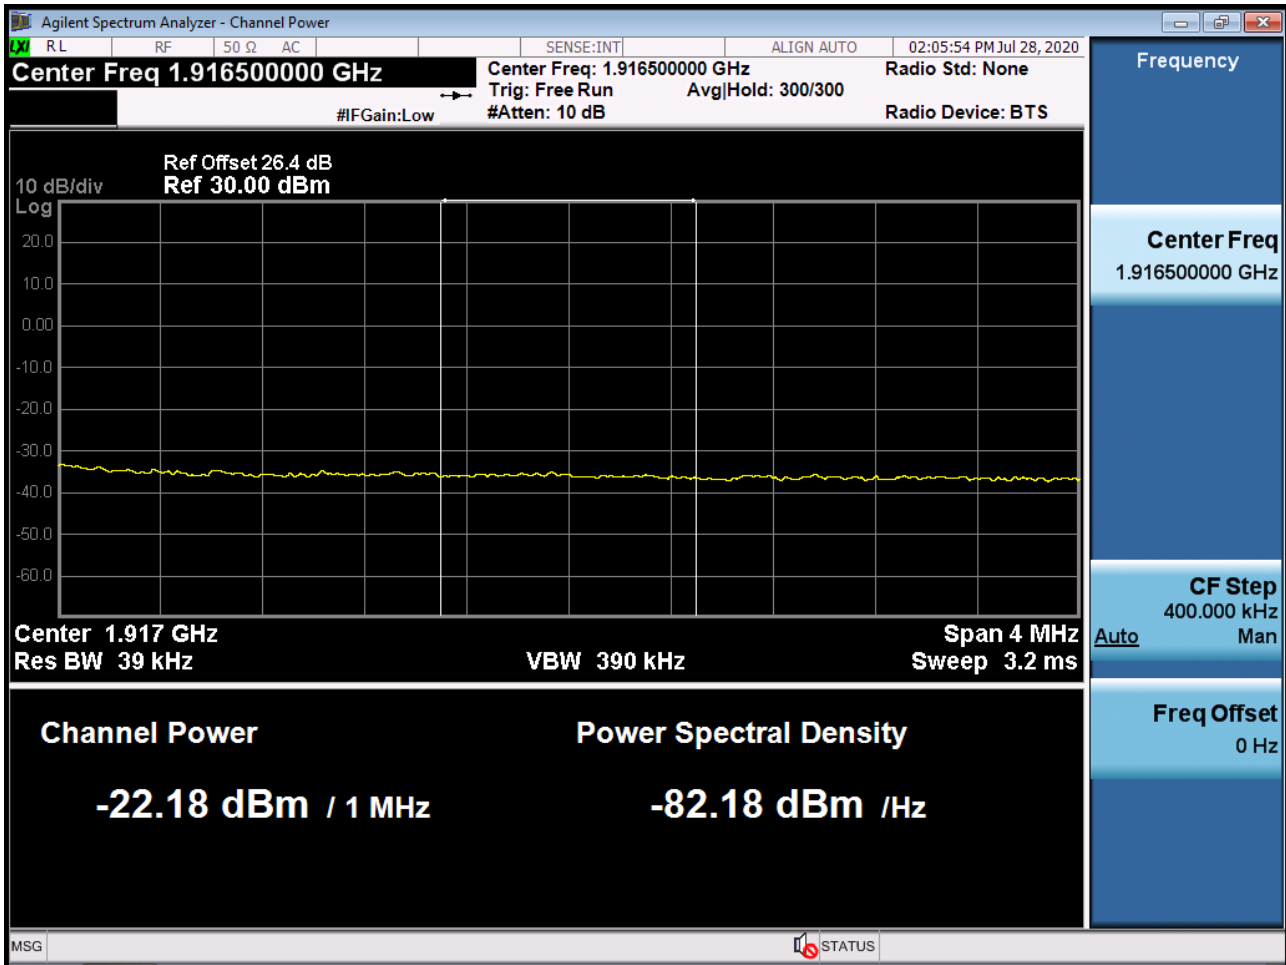 Agilent Spectrum Analyzer - Channel Power
LXI RL RF 50 Ω AC SENSE:INT ALIGN AUTO 02:05:54 PM Jul 28, 2020
Center Freq 1.916500000 GHz
#IFGain:Low
Center Freq: 1.916500000 GHz
Trig: Free Run Avg|Hold: 300/300
#Atten: 10 dB
Radio Std: None
Radio Device: BTS
Ref Offset 26.4 dB
10 dB/div Ref 30.00 dBm
Log
20.0
10.0
0.00
-10.0
-20.0
-30.0
-40.0
-50.0
-60.0
Center 1.917 GHz Span 4 MHz
Res BW 39 kHz VBW 390 kHz Sweep 3.2 ms
Channel Power Power Spectral Density
-22.18 dBm / 1 MHz -82.18 dBm /Hz
Frequency
Center Freq
1.916500000 GHz
CF Step
400.000 kHz
Auto Man
Freq Offset
0 Hz
MSG STATUS